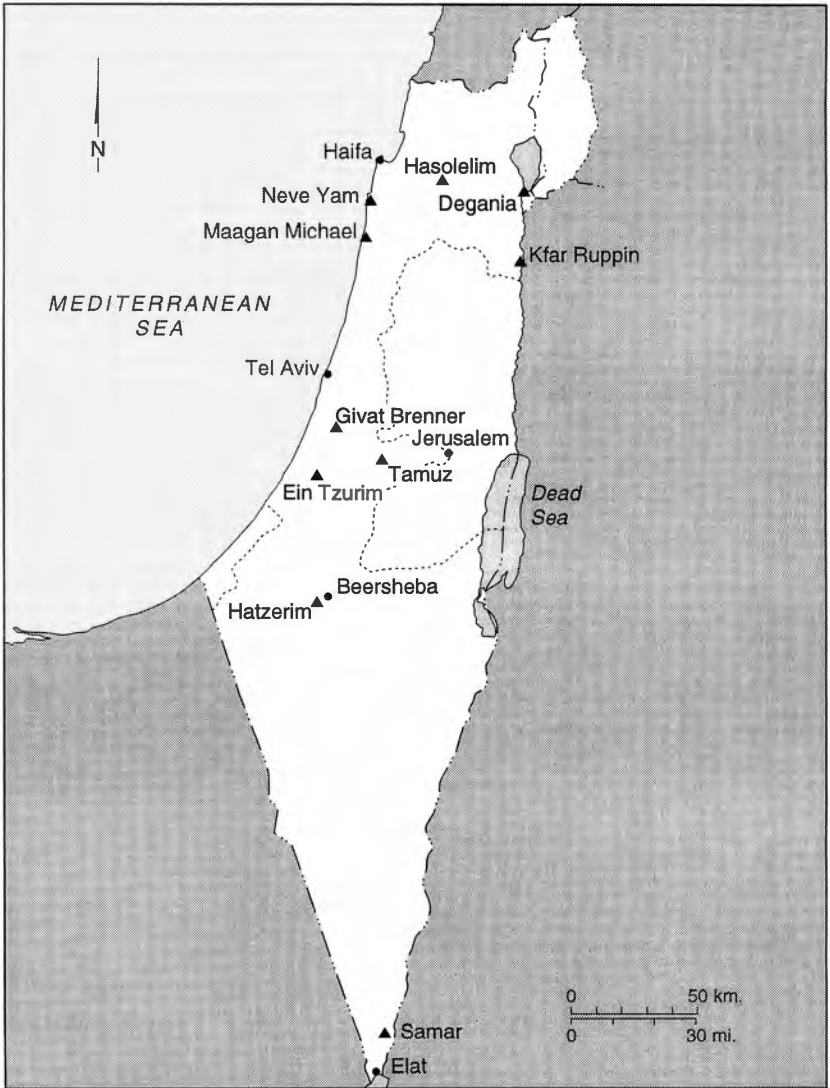 N
Haifa
Hasolelim
Neve Yam
Degania
Maagan Michael
Kfar Ruppin
MEDITERRANEAN
SEA
Tel Aviv
Givat Brenner
Jerusalem
Tamuz
Ein Tzurim
Dead
Sea
Beersheba
Hatzerim
0 50 km.
0 30 mi.
Samar
Elat